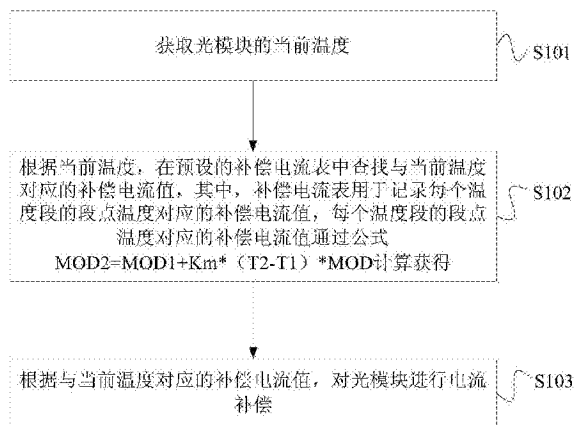 获取光模块的当前温度
S101
根据当前温度，在预设的补偿电流表中查找与当前温度
对应的补偿电流值，其中，补偿电流表用于记录每个温
度段的段点温度对应的补偿电流值，每个温度段的段点
温度对应的补偿电流值通过公式
MOD2=MOD1+Km*（T2-T1）*MOD计算获得
S102
根据与当前温度对应的补偿电流值，对光模块进行电流
补偿
S103